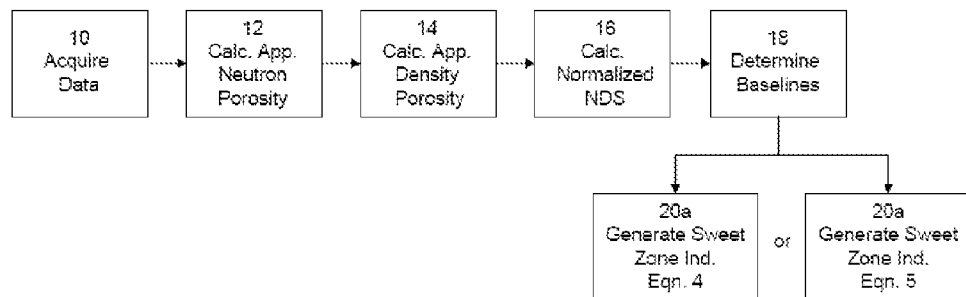 10
Acquire
Data
12
Calc. App.
Neutron
Porosity
14
Calc. App.
Density
Porosity
16
Calc.
Normalized
NDS
18
Determine
Baselines
20a
Generate Sweet
Zone Ind.
Eqn. 4
or
20a
Generate Sweet
Zone Ind.
Eqn. 5